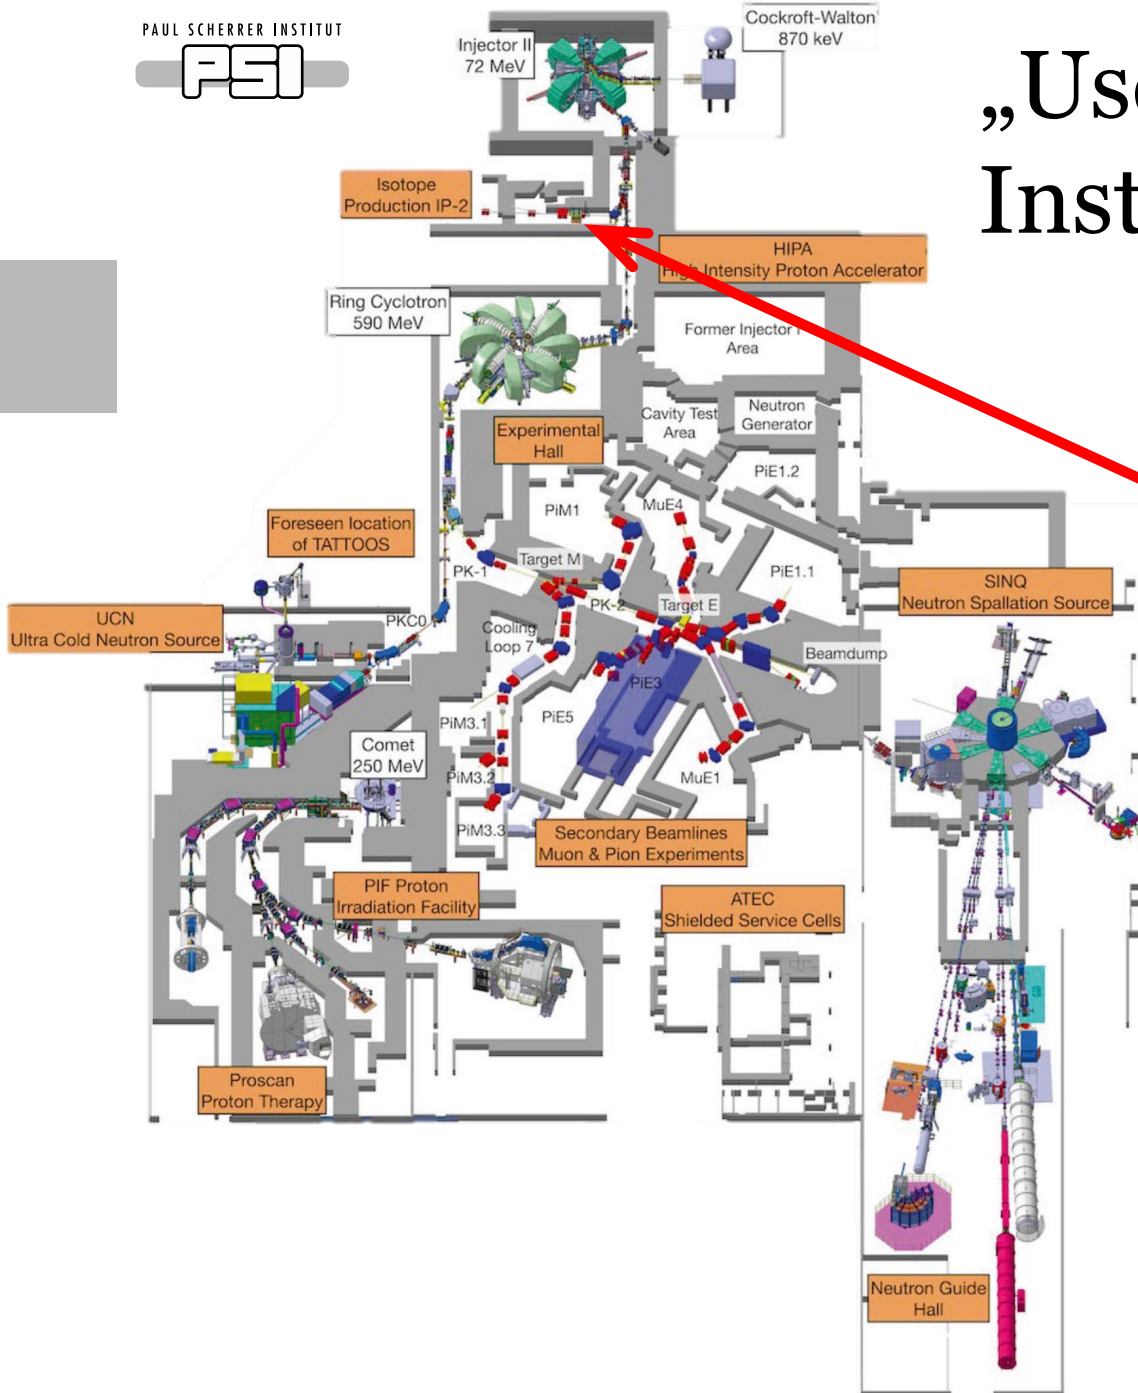 PAUL SCHERRER INSTITUT
PSI
Cockroft-Walton
870 keV
Injector II
72 MeV
„Use
Inst
Isotope
Production IP-2
HIPA
High Intensity Proton Accelerator
Ring Cyclotron
590 MeV
Former Injector I
Area
Cavity Test
Area
Neutron
Generator
Experimental
Hall
PiE1.2
PiM1
MuE4
Foreseen location
of TATTOOS
Target M
PK-1
PiE1.1
SINQ
Neutron Spallation Source
PK-2
Target E
UCN
Ultra Cold Neutron Source
PKC0
Cooling
Loop 7
Beamdump
PiE3
PiM3.1
PiE5
Comet
250 MeV
PiM3.2
MuE1
PiM3.3
Secondary Beamlines
Muon & Pion Experiments
PIF Proton
Irradiation Facility
ATEC
Shielded Service Cells
Proscan
Proton Therapy
Neutron Guide
Hall